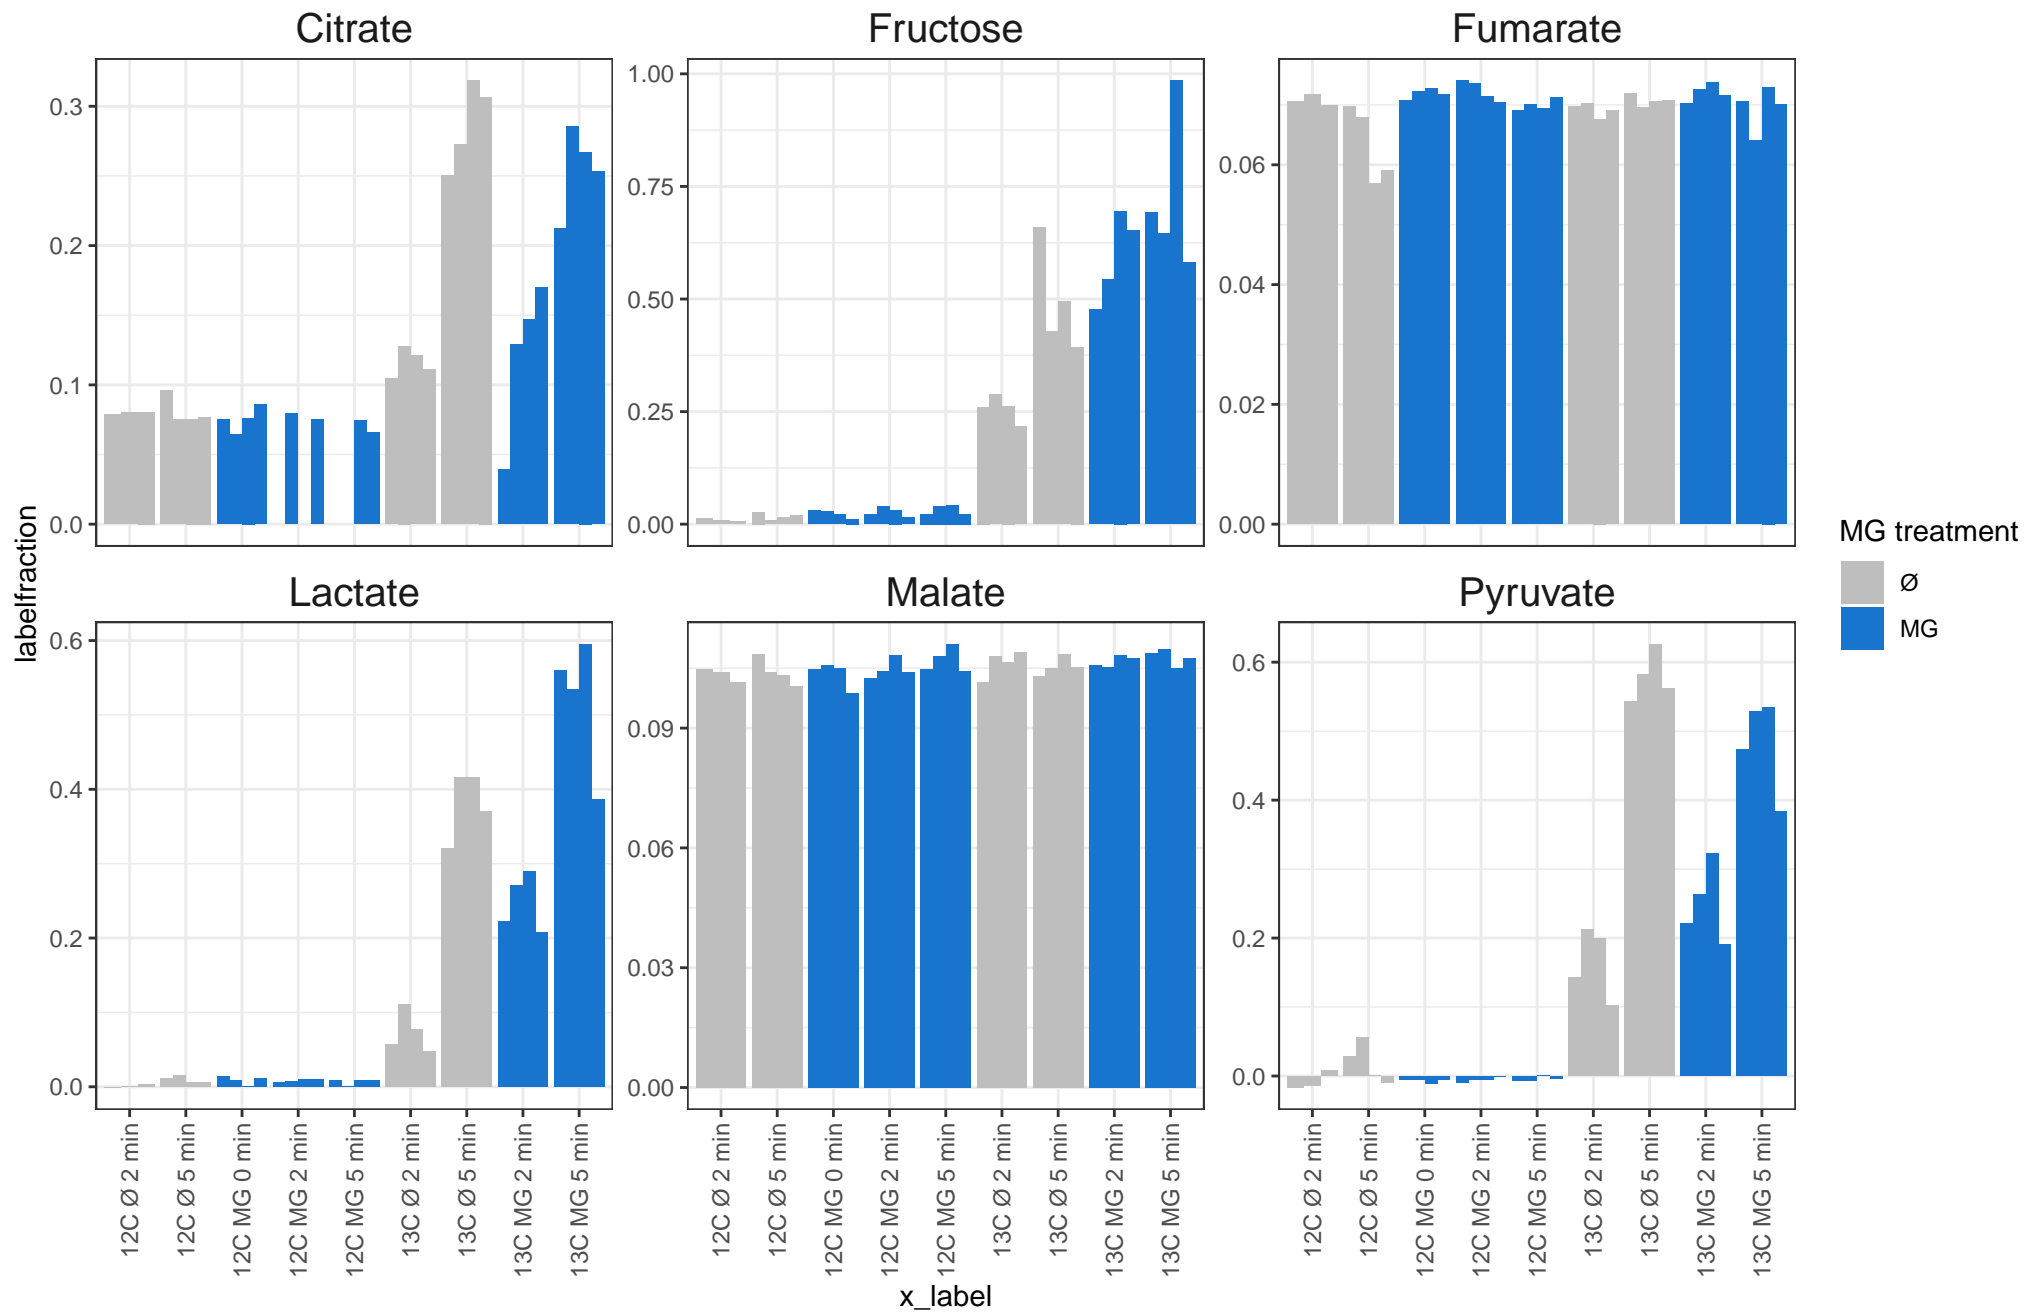 Citrate
Fructose
Fumarate
0.3
0.2
0.1
0.0
1.00
0.75
0.50
0.25
0.00
0.06
0.04
0.02
0.00
Lactate
Malate
Pyruvate
0.6
0.4
0.2
0.0
0.09
0.06
0.03
0.00
0.6
0.4
0.2
0.0
12C Ø 2 min
12C Ø 5 min
12C MG 0 min
12C MG 2 min
12C MG 5 min
13C Ø 2 min
13C Ø 5 min
13C MG 2 min
13C MG 5 min
12C Ø 2 min
12C Ø 5 min
12C MG 0 min
12C MG 2 min
12C MG 5 min
13C Ø 2 min
13C Ø 5 min
13C MG 2 min
13C MG 5 min
12C Ø 2 min
12C Ø 5 min
12C MG 0 min
12C MG 2 min
12C MG 5 min
13C Ø 2 min
13C Ø 5 min
13C MG 2 min
13C MG 5 min
x_label
labelfraction
MG treatment
Ø
MG